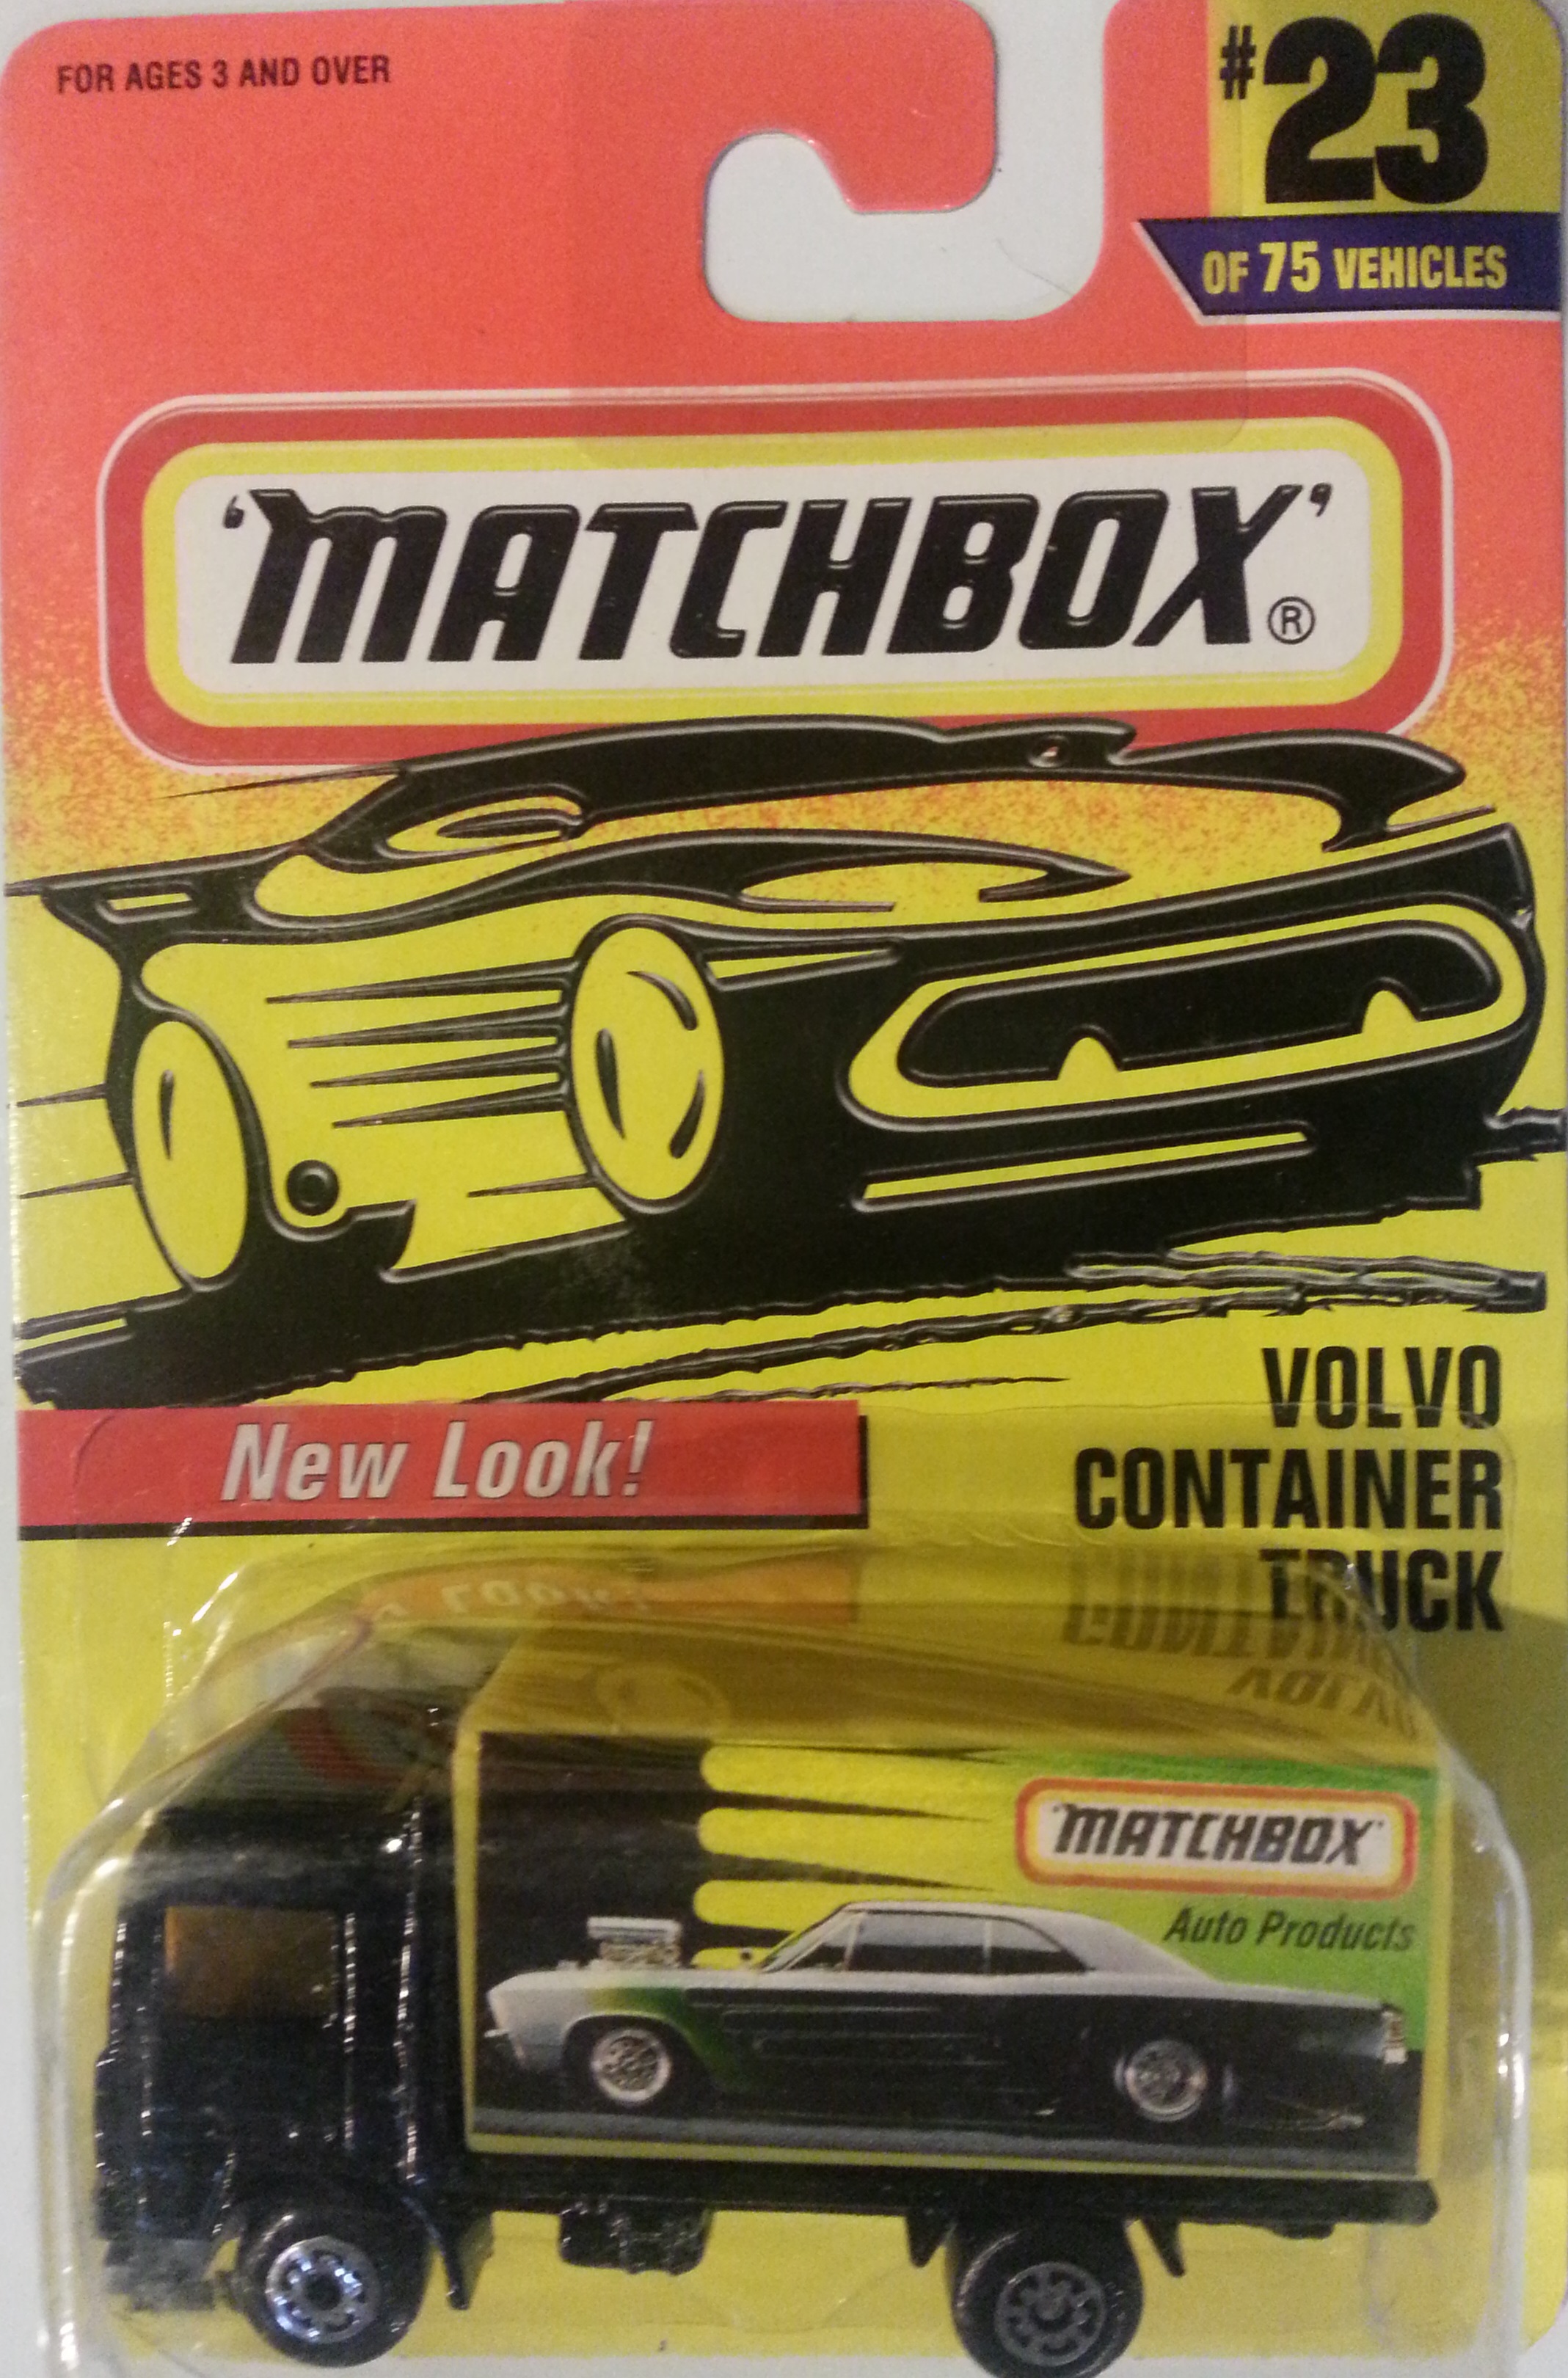 FOR AGES 3 AND OVER
#23
OF 75 VEHICLES
'MATCHBOX'®
New Look!
VOLVO
CONTAINER
TRUCK
'MATCHBOX'
Auto Products